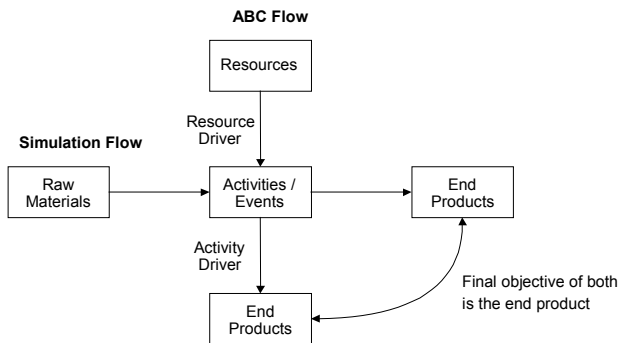 ABC Flow
Resources
Resource
Driver
Simulation Flow
Raw
Materials
Activities /
Events
End
Products
Activity
Driver
Final objective of both
is the end product
End
Products